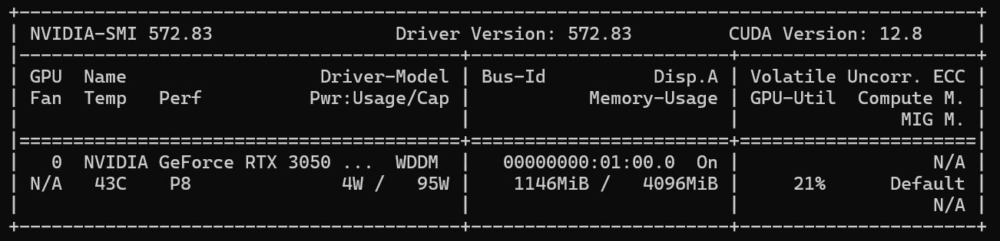 +-----------------------------------------------------------------------------------------+
| NVIDIA-SMI 572.83                 Driver Version: 572.83         CUDA Version: 12.8     |
|-----------------------------------------+------------------------+----------------------+
| GPU  Name                  Driver-Model | Bus-Id          Disp.A | Volatile Uncorr. ECC |
| Fan  Temp   Perf          Pwr:Usage/Cap |           Memory-Usage | GPU-Util  Compute M. |
|                                         |                        |               MIG M. |
|=========================================+========================+======================|
|   0  NVIDIA GeForce RTX 3050 ...  WDDM  |   00000000:01:00.0  On |                  N/A |
| N/A   43C    P8              4W /   95W |    1146MiB /   4096MiB |     21%      Default |
|                                         |                        |                  N/A |
+-----------------------------------------+------------------------+----------------------+